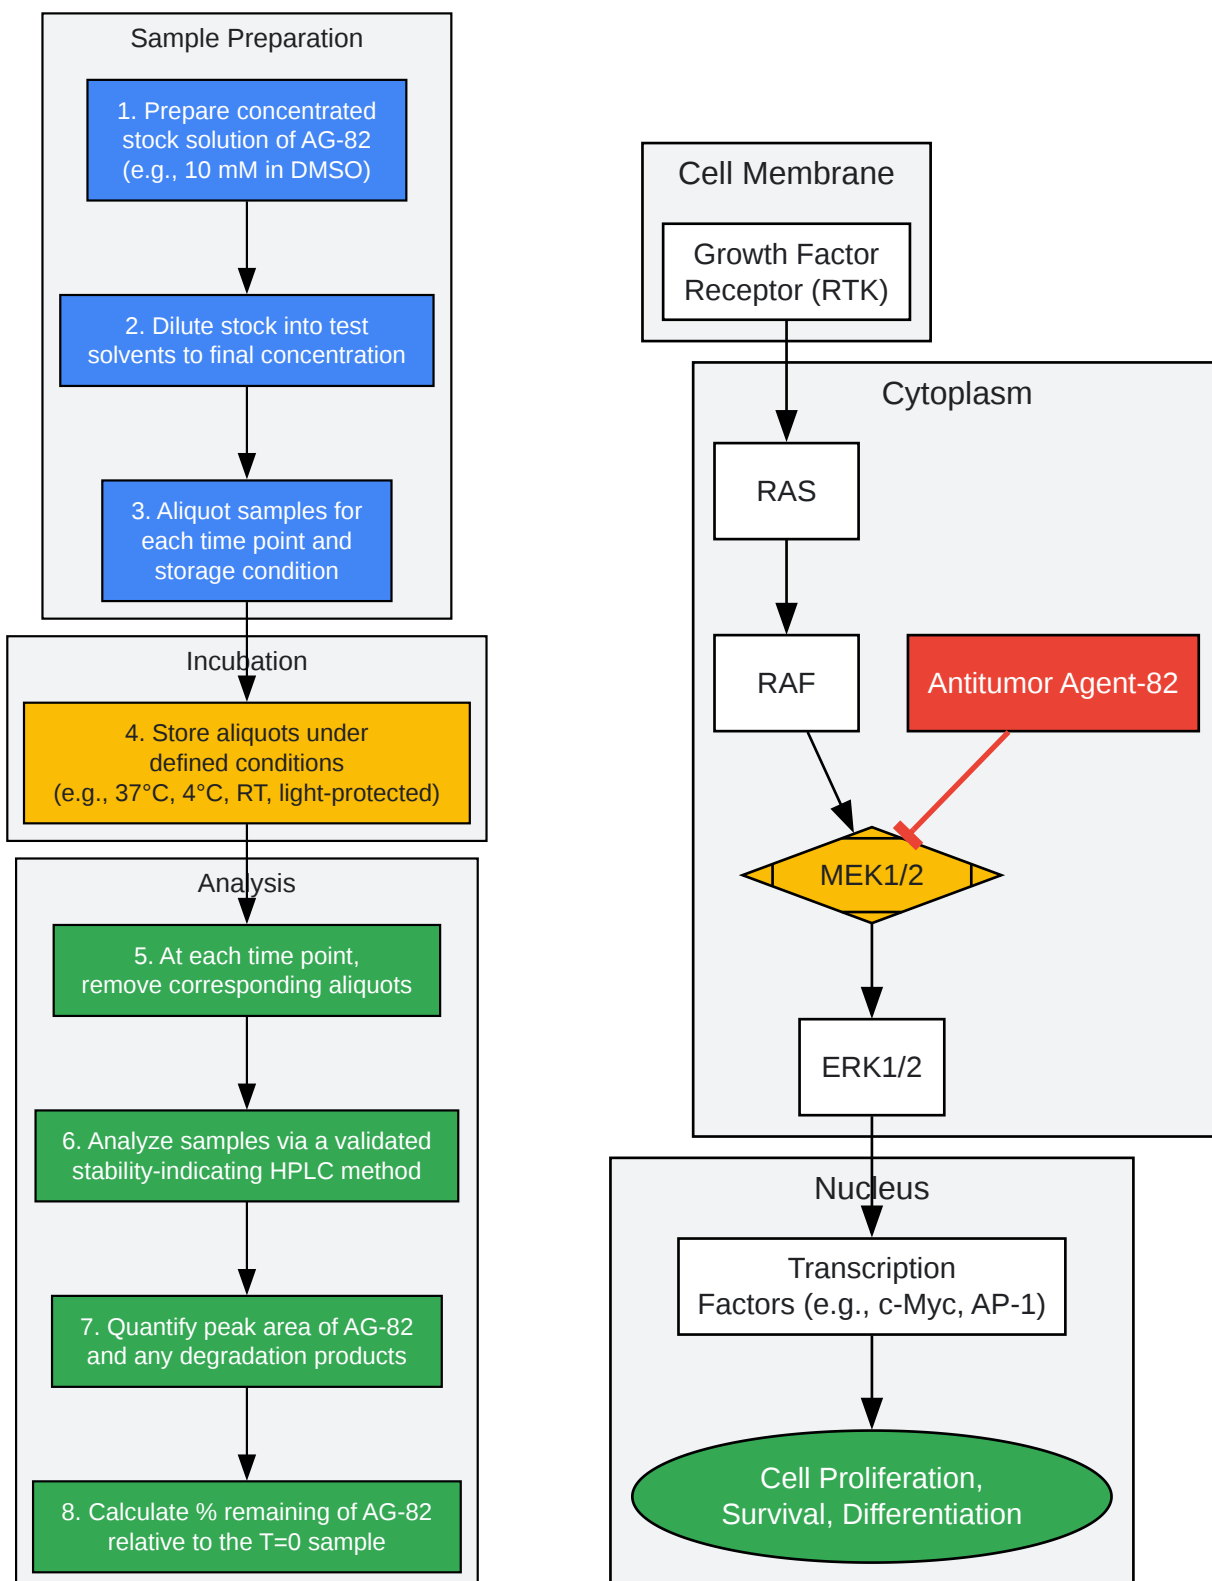 Sample Preparation
1. Prepare concentrated
stock solution of AG-82
(e.g., 10 mM in DMSO)
2. Dilute stock into test
solvents to final concentration
3. Aliquot samples for
each time point and
storage condition
Incubation
4. Store aliquots under
defined conditions
(e.g., 37°C, 4°C, RT, light-protected)
Analysis
5. At each time point,
remove corresponding aliquots
6. Analyze samples via a validated
stability-indicating HPLC method
7. Quantify peak area of AG-82
and any degradation products
8. Calculate % remaining of AG-82
relative to the T=0 sample
Cell Membrane
Growth Factor
Receptor (RTK)
Cytoplasm
RAS
RAF
Antitumor Agent-82
MEK1/2
ERK1/2
Nucleus
Transcription
Factors (e.g., c-Myc, AP-1)
Cell Proliferation,
Survival, Differentiation